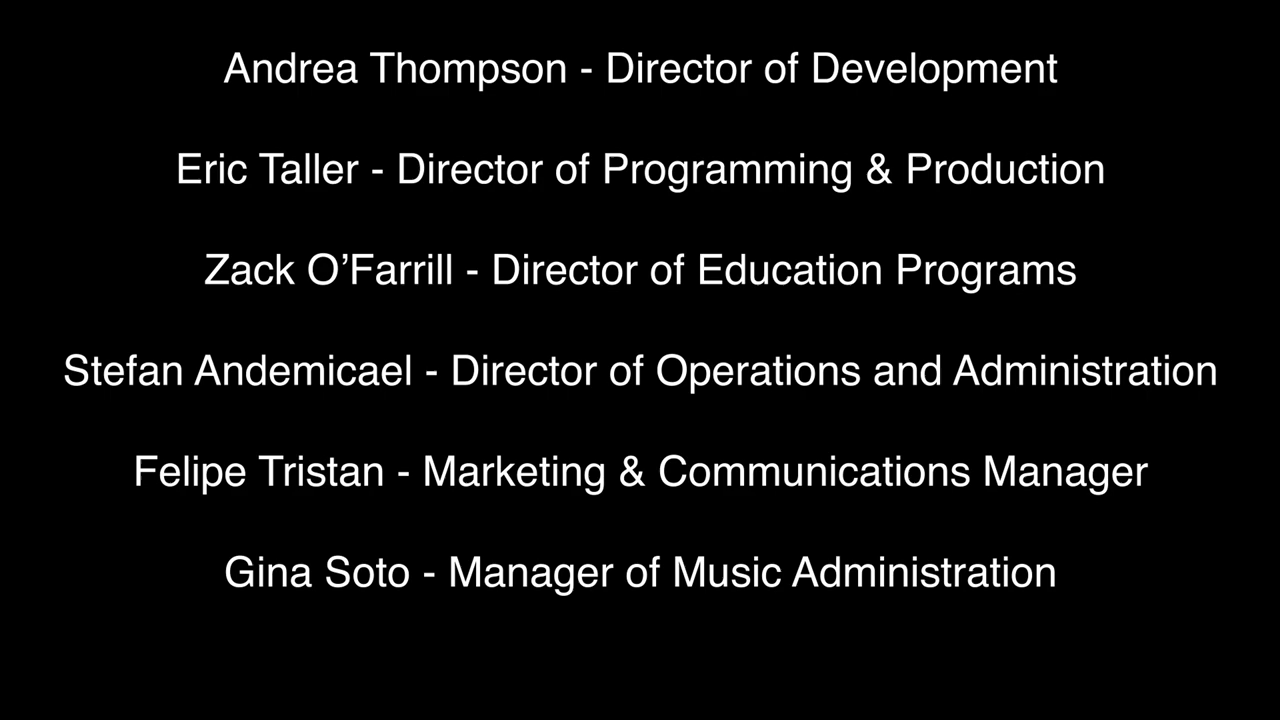 Andrea Thompson - Director of Development
Eric Taller - Director of Programming & Production
Zack O’Farrill - Director of Education Programs
Stefan Andemicael - Director of Operations and Administration
Felipe Tristan - Marketing & Communications Manager
Gina Soto - Manager of Music Administration